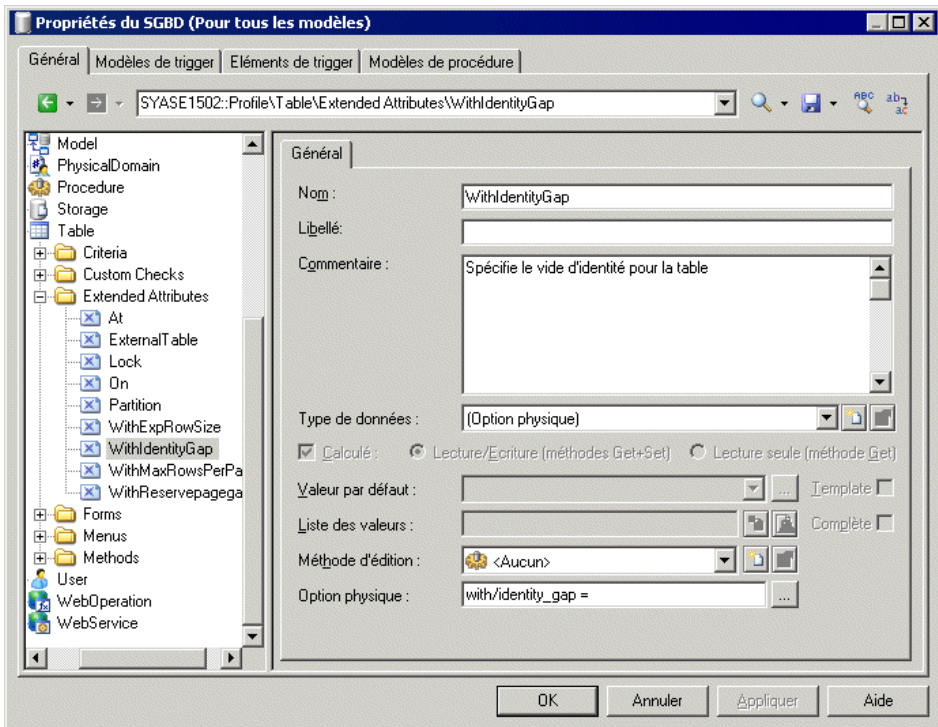 Propriétés du SGBD (Pour tous les modèles)
Général
Modèles de trigger
Eléments de trigger
Modèles de procédure
SYASE1502::Profile\Table\Extended Attributes\WithIdentityGap
ABC
ab
ac
Model
PhysicalDomain
Procedure
Storage
Table
Criteria
Custom Checks
Extended Attributes
At
ExternalTable
Lock
On
Partition
WithExpRowSize
WithIdentityGap
WithMaxRowsPerPa
WithReservepagega
Forms
Menus
Methods
User
WebOperation
WebService
Général
Nom : WithIdentityGap
Libellé:
Commentaire : Spécifie le vide d'identité pour la table
Type de données : (Option physique)
Calculé : Lecture/Ecriture (méthodes Get+Set) Lecture seule (méthode Get)
Valeur par défaut : ... Template
Liste des valeurs : Complète
Méthode d'édition : <Aucun>
Option physique : with/identity_gap = ...
OK Annuler Appliquer Aide